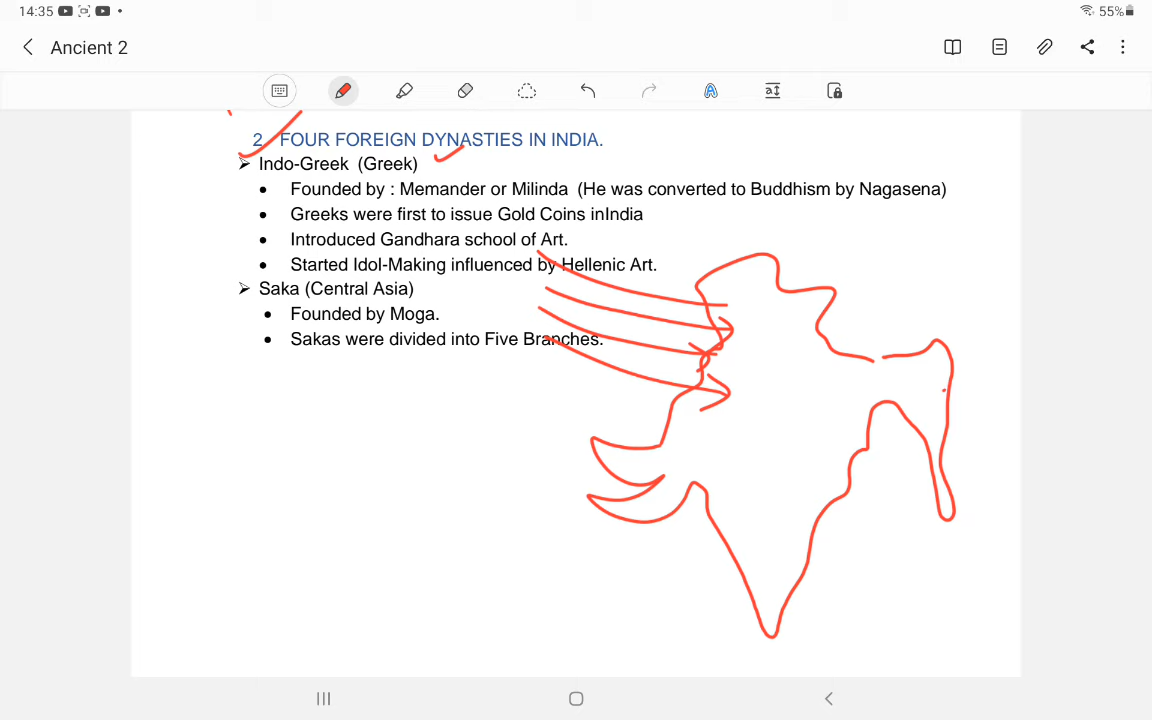 14:35
55%
Ancient 2
2. FOUR FOREIGN DYNASTIES IN INDIA.
➢ Indo-Greek (Greek)
• Founded by : Memander or Milinda (He was converted to Buddhism by Nagasena)
• Greeks were first to issue Gold Coins inIndia
• Introduced Gandhara school of Art.
• Started Idol-Making influenced by Hellenic Art.
➢ Saka (Central Asia)
• Founded by Moga.
• Sakas were divided into Five Branches.